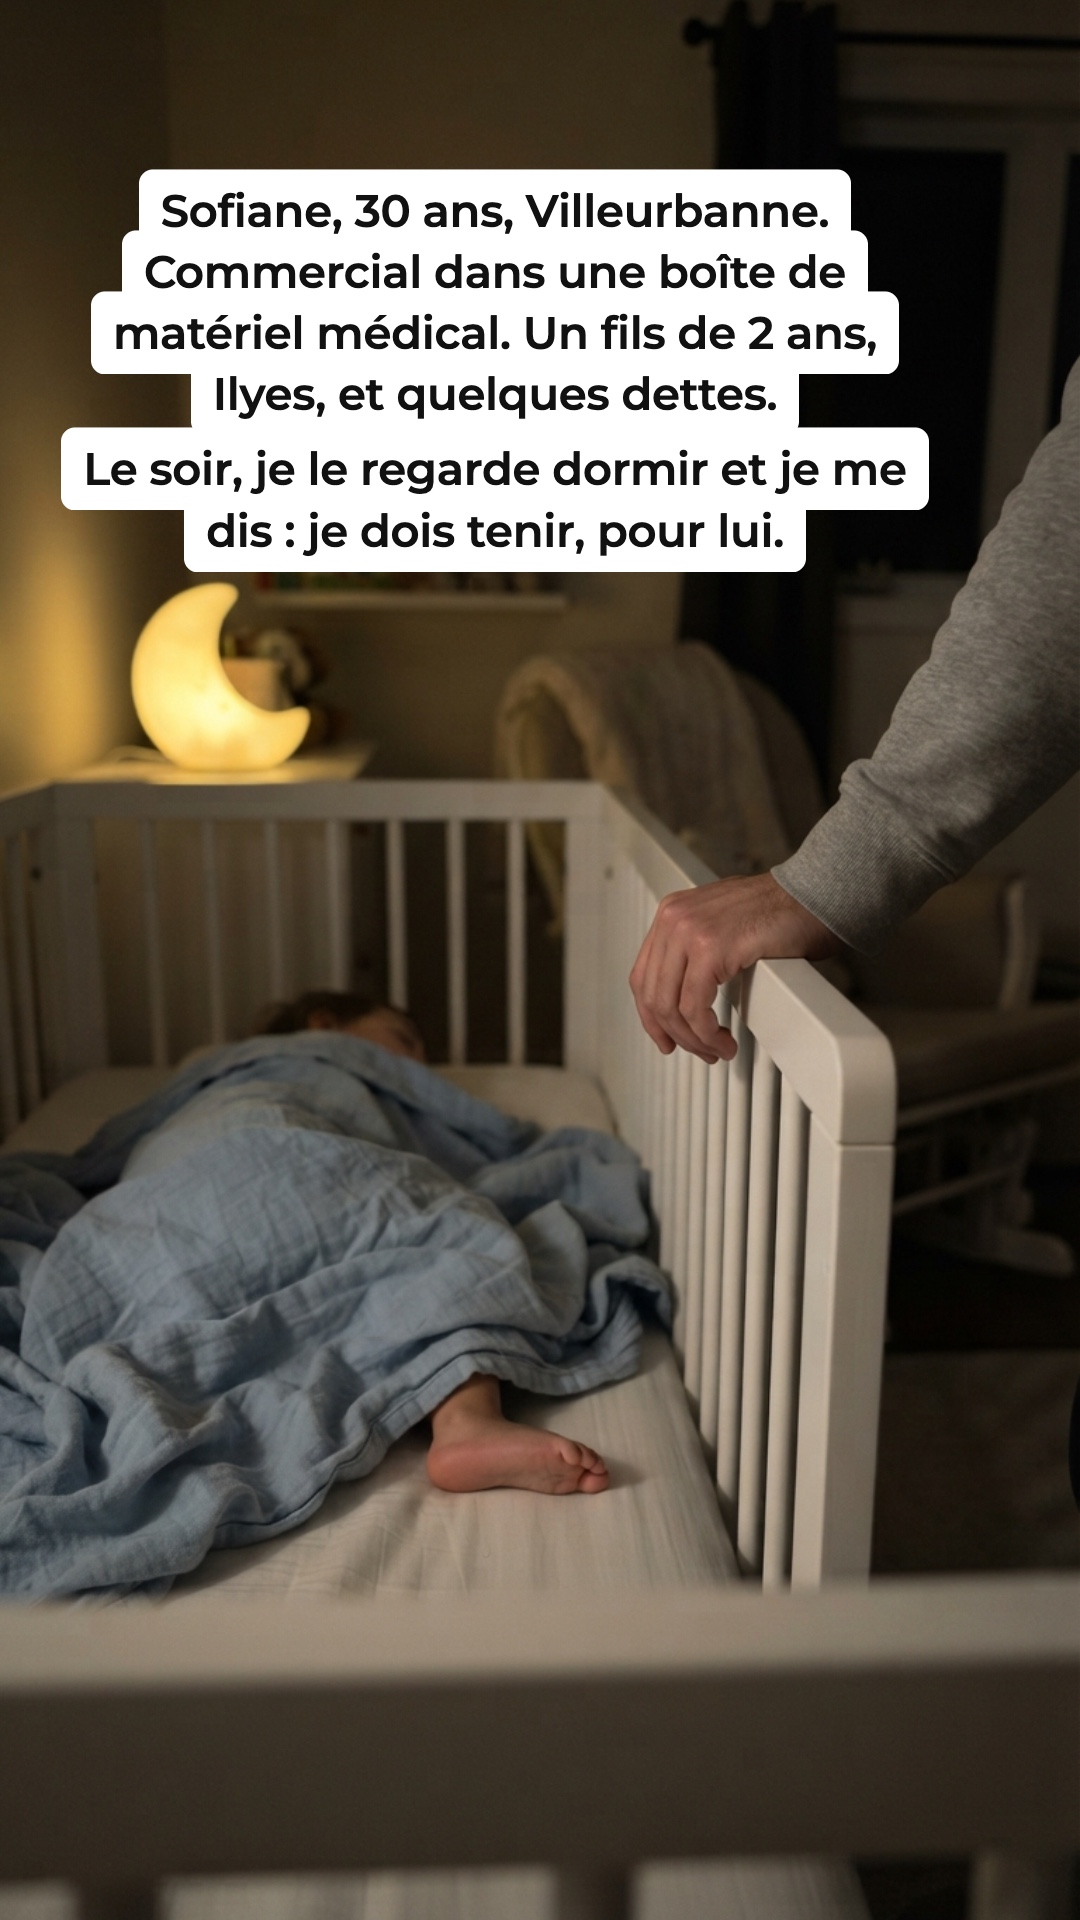 Sofiane, 30 ans, Villeurbanne.
Commercial dans une boîte de
matériel médical. Un fils de 2 ans,
Ilyes, et quelques dettes.
Le soir, je le regarde dormir et je me
dis : je dois tenir, pour lui.